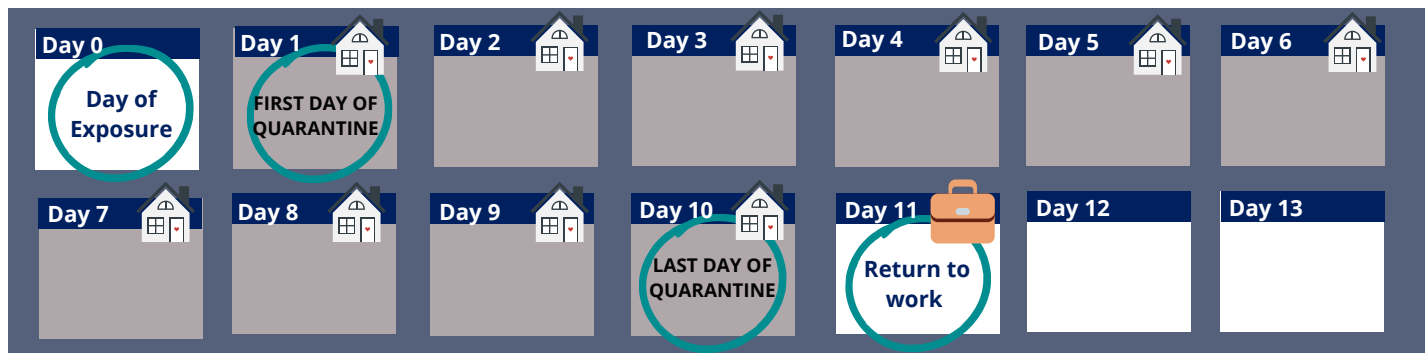 Day 0
Day of
Exposure
Day 1
FIRST DAY OF
QUARANTINE
Day 2
Day 3
Day 4
Day 5
Day 6
Day 7
Day 8
Day 9
Day 10
LAST DAY OF
QUARANTINE
Day 11
Return to
work
Day 12
Day 13